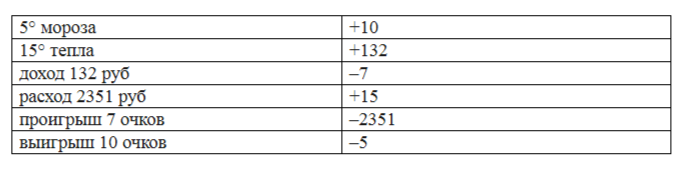 5° мороза +10
15° тепла +132
доход 132 руб –7
расход 2351 руб +15
проигрыш 7 очков –2351
выигрыш 10 очков –5